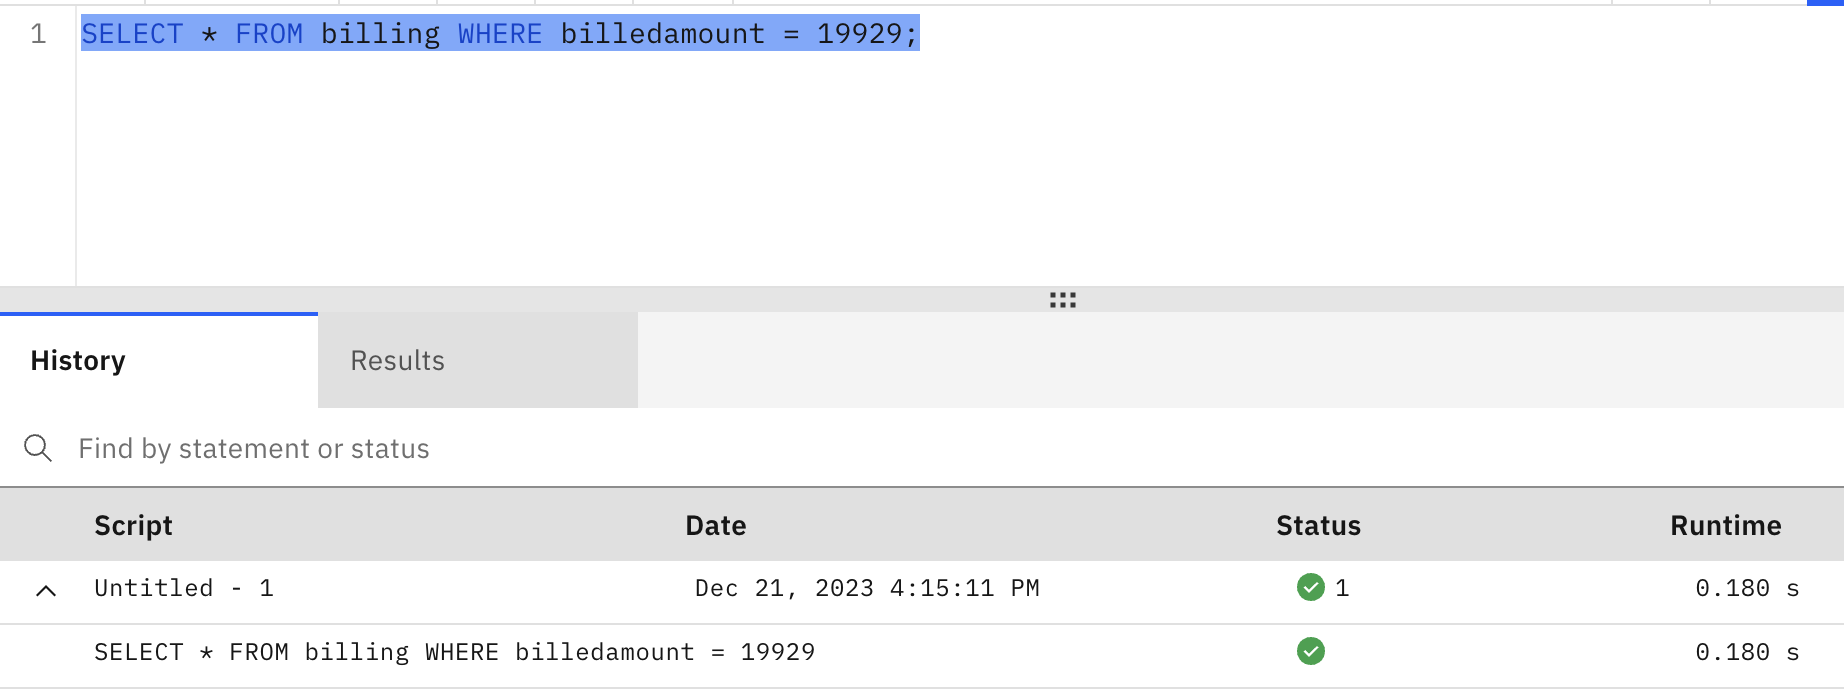 1 SELECT * FROM billing WHERE billedamount = 19929;
History Results
Find by statement or status
Script Date Status Runtime
Untitled - 1 Dec 21, 2023 4:15:11 PM 1 0.180 s
SELECT * FROM billing WHERE billedamount = 19929 0.180 s